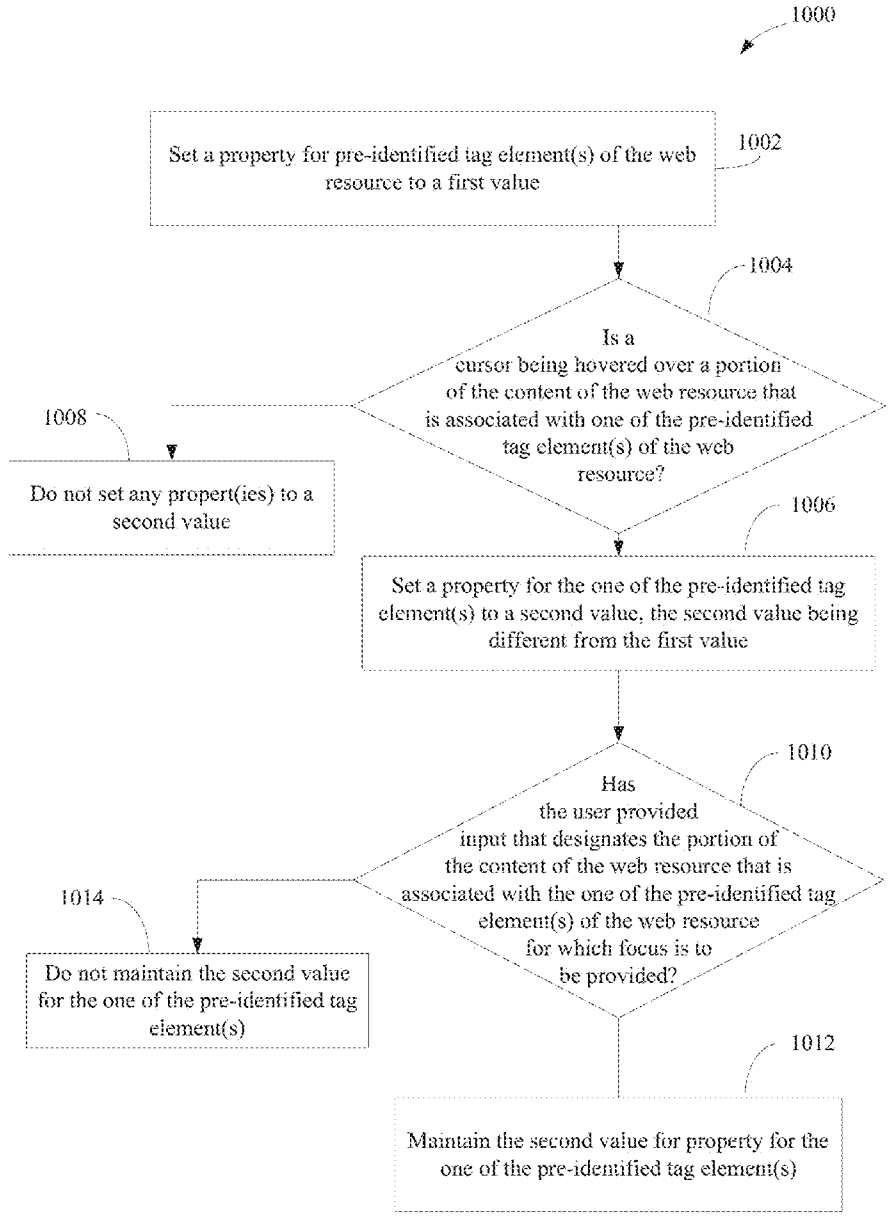 1000
Set a property for pre-identified tag element(s) of the web
resource to a first value
1002
1004
Is a
cursor being hovered over a portion
of the content of the web resource that
is associated with one of the pre-identified
tag element(s) of the web
resource?
1008
Do not set any propert(ies) to a
second value
1006
Set a property for the one of the pre-identified tag
element(s) to a second value, the second value being
different from the first value
1010
Has
the user provided
input that designates the portion of
the content of the web resource that is
associated with the one of the pre-identified tag
element(s) of the web resource
for which focus is to
be provided?
1014
Do not maintain the second value
for the one of the pre-identified tag
element(s)
1012
Maintain the second value for property for the
one of the pre-identified tag element(s)